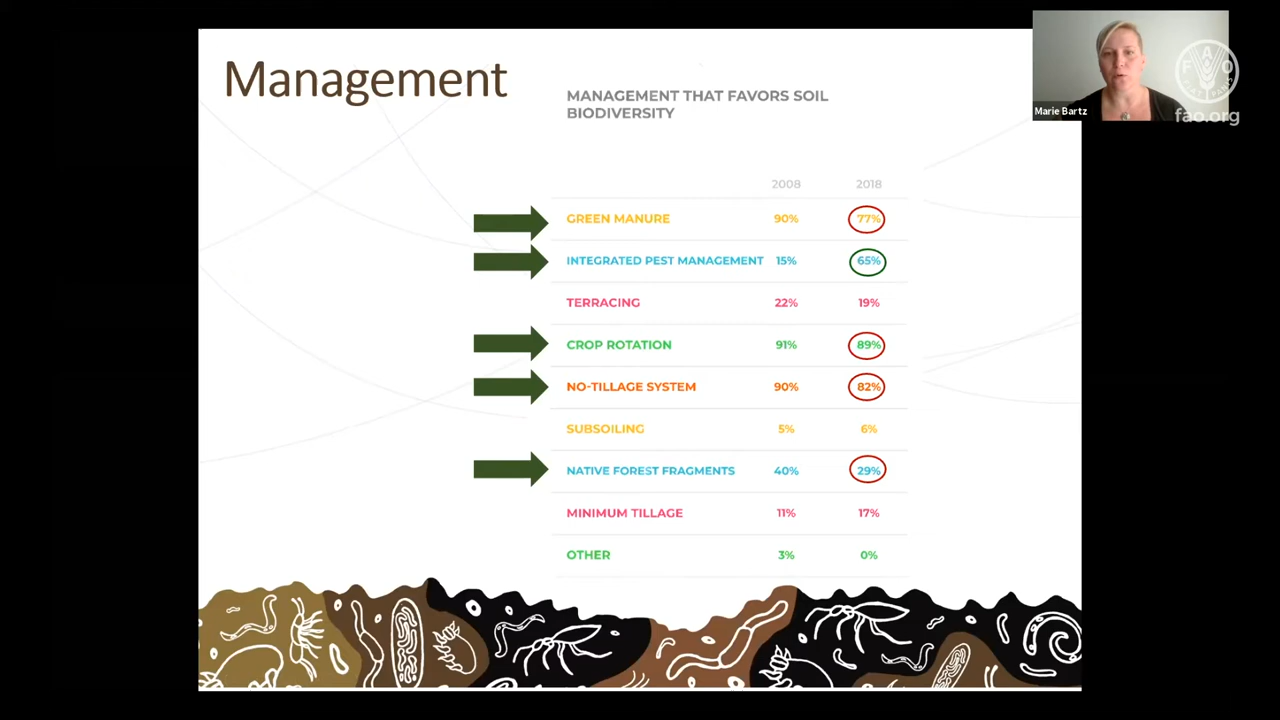 Management
MANAGEMENT THAT FAVORS SOIL
BIODIVERSITY
Marie Bartz
F A O
fao.org
2008 2018
GREEN MANURE 90% 77%
INTEGRATED PEST MANAGEMENT 15% 65%
TERRACING 22% 19%
CROP ROTATION 91% 89%
NO-TILLAGE SYSTEM 90% 82%
SUBSOILING 5% 6%
NATIVE FOREST FRAGMENTS 40% 29%
MINIMUM TILLAGE 11% 17%
OTHER 3% 0%